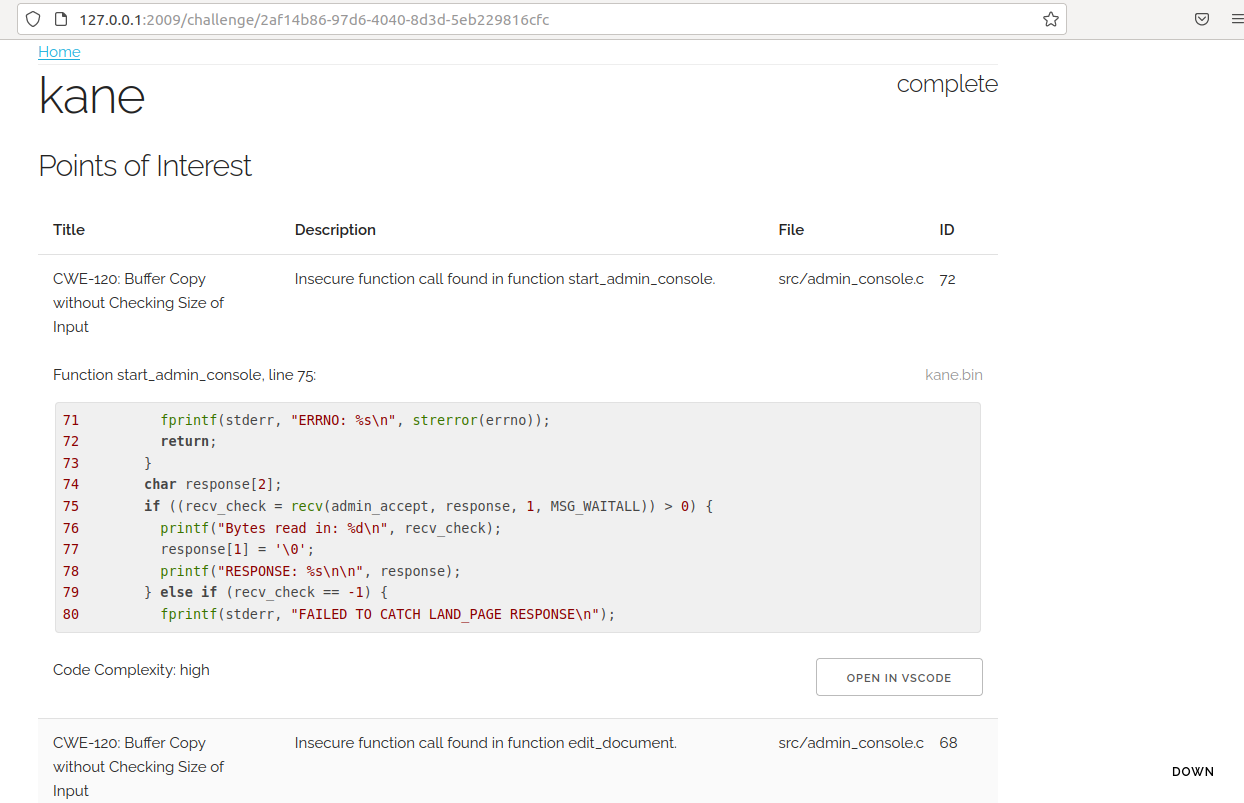 127.0.0.1:2009/challenge/2af14b86-97d6-4040-8d3d-5eb229816cfc
Home
kane
complete
Points of Interest
Title Description File ID
CWE-120: Buffer Copy Insecure function call found in function start_admin_console. src/admin_console.c 72
without Checking Size of
Input
Function start_admin_console, line 75: kane.bin
71 fprintf(stderr, "ERRNO: %s\n", strerror(errno));
72 return;
73 }
74 char response[2];
75 if ((recv_check = recv(admin_accept, response, 1, MSG_WAITALL)) > 0) {
76 printf("Bytes read in: %d\n", recv_check);
77 response[1] = '\0';
78 printf("RESPONSE: %s\n\n", response);
79 } else if (recv_check == -1) {
80 fprintf(stderr, "FAILED TO CATCH LAND_PAGE RESPONSE\n");
Code Complexity: high
OPEN IN VSCODE
CWE-120: Buffer Copy Insecure function call found in function edit_document. src/admin_console.c 68
without Checking Size of
Input
DOWN